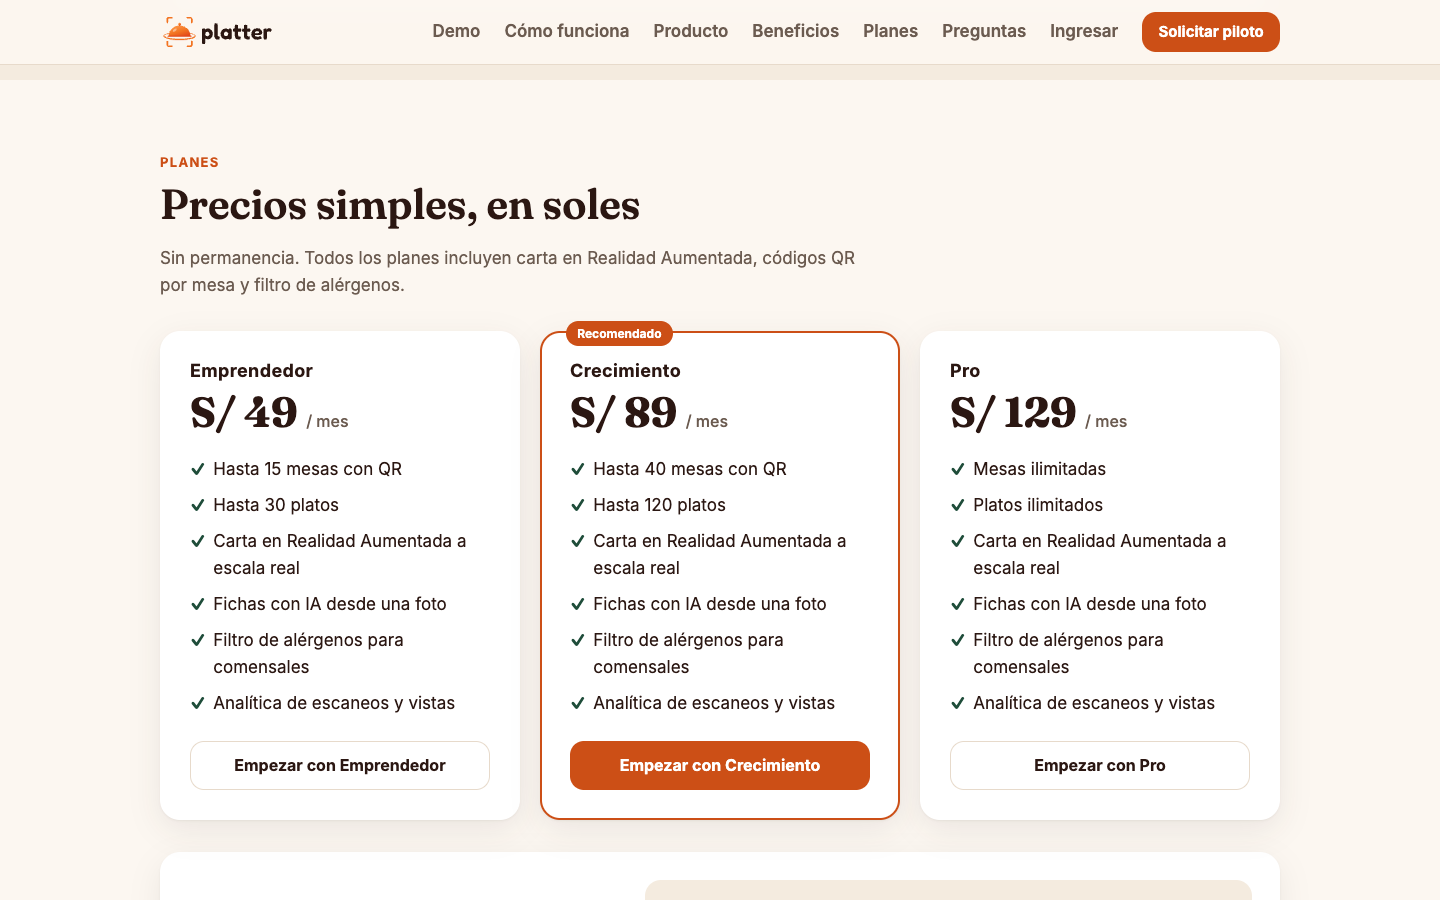 platter
Demo
Cómo funciona
Producto
Beneficios
Planes
Preguntas
Ingresar
Solicitar piloto
PLANES
Precios simples, en soles
Sin permanencia. Todos los planes incluyen carta en Realidad Aumentada, códigos QR
por mesa y filtro de alérgenos.
Emprendedor
S/ 49 / mes
Hasta 15 mesas con QR
Hasta 30 platos
Carta en Realidad Aumentada a
escala real
Fichas con IA desde una foto
Filtro de alérgenos para
comensales
Analítica de escaneos y vistas
Empezar con Emprendedor
Recomendado
Crecimiento
S/ 89 / mes
Hasta 40 mesas con QR
Hasta 120 platos
Carta en Realidad Aumentada a
escala real
Fichas con IA desde una foto
Filtro de alérgenos para
comensales
Analítica de escaneos y vistas
Empezar con Crecimiento
Pro
S/ 129 / mes
Mesas ilimitadas
Platos ilimitados
Carta en Realidad Aumentada a
escala real
Fichas con IA desde una foto
Filtro de alérgenos para
comensales
Analítica de escaneos y vistas
Empezar con Pro